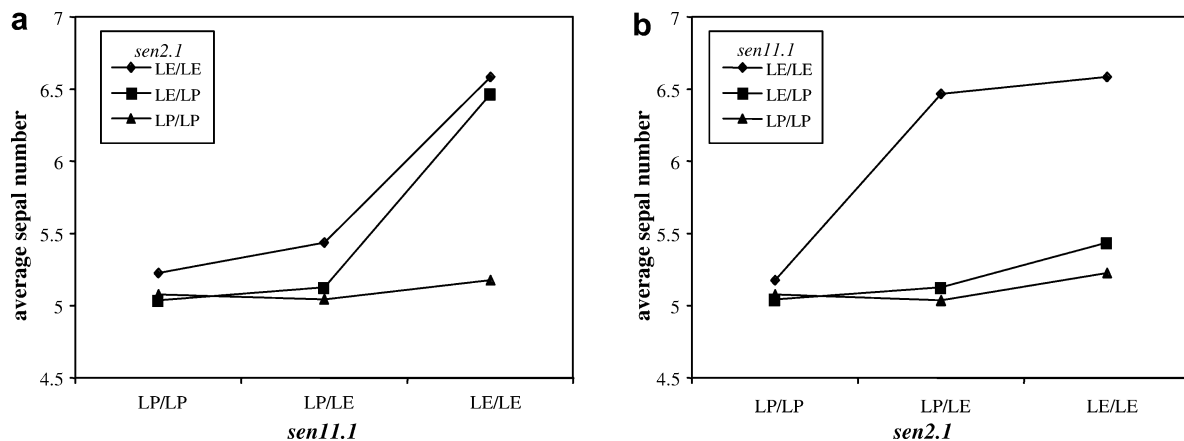 a
average sepal number
7
6.5
6
5.5
5
4.5
sen2.1
LE/LE
LE/LP
LP/LP
LP/LP
LP/LE
LE/LE
sen11.1
b
average sepal number
7
6.5
6
5.5
5
4.5
sen11.1
LE/LE
LE/LP
LP/LP
LP/LP
LP/LE
LE/LE
sen2.1